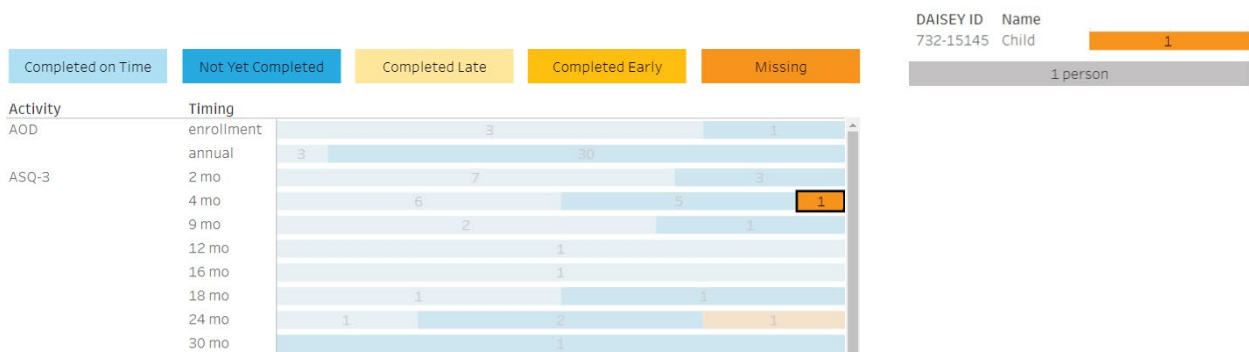 DAISEY ID Name
732-15145 Child 1
1 person
Completed on Time Not Yet Completed Completed Late Completed Early Missing
Activity Timing
AOD enrollment 3 1
annual 3 30
ASQ-3 2 mo 7 3
4 mo 6 5 1
9 mo 2 1
12 mo 1
16 mo 1
18 mo 1 1
24 mo 1 2 1
30 mo 1